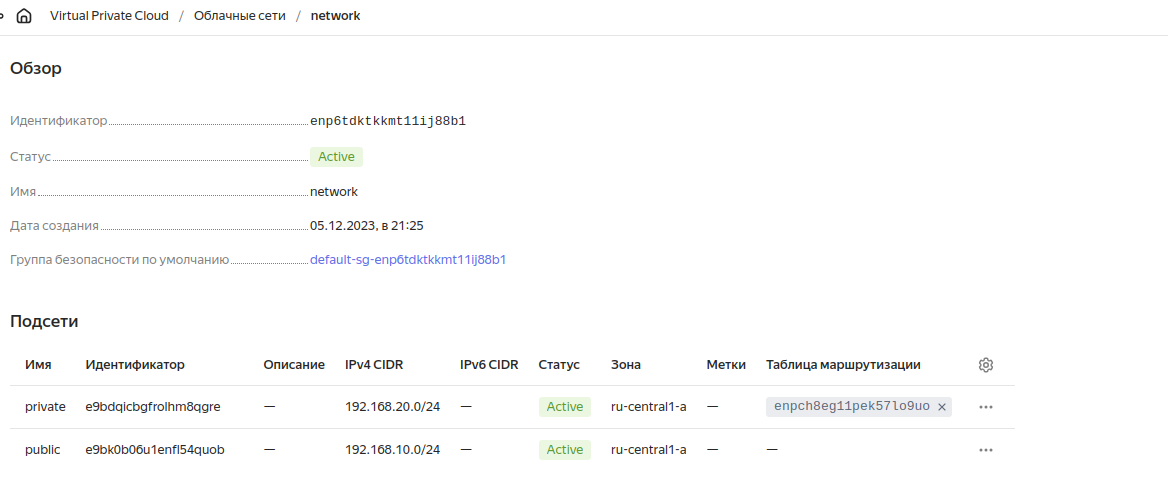 Virtual Private Cloud / Облачные сети / network
Обзор
Идентификатор enp6tdktkkmt11ij88b1
Статус Active
Имя network
Дата создания 05.12.2023, в 21:25
Группа безопасности по умолчанию default-sg-enp6tdktkkmt11ij88b1
Подсети
Имя Идентификатор Описание IPv4 CIDR IPv6 CIDR Статус Зона Метки Таблица маршрутизации
private e9bdqicbgfrolhm8qgre — 192.168.20.0/24 — Active ru-central1-a — enpch8eg11pek57lo9uo ×
public e9bk0b06u1enfl54quob — 192.168.10.0/24 — Active ru-central1-a — —